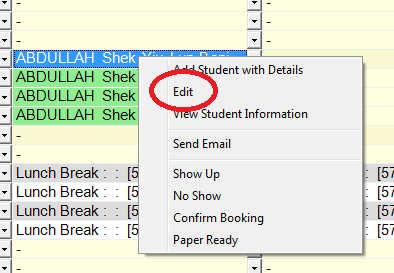 -
-
-
ABDULLAH Shek
Add Student with Details
ABDULLAH Shek
Edit
ABDULLAH Shek
View Student Information
ABDULLAH Shek
-
Send Email
-
Lunch Break : : [5
Show Up
[57
Lunch Break : : [5
No Show
[57
Lunch Break : : [5
Confirm Booking
[57
Lunch Break : : [5
Paper Ready
[57
-
-